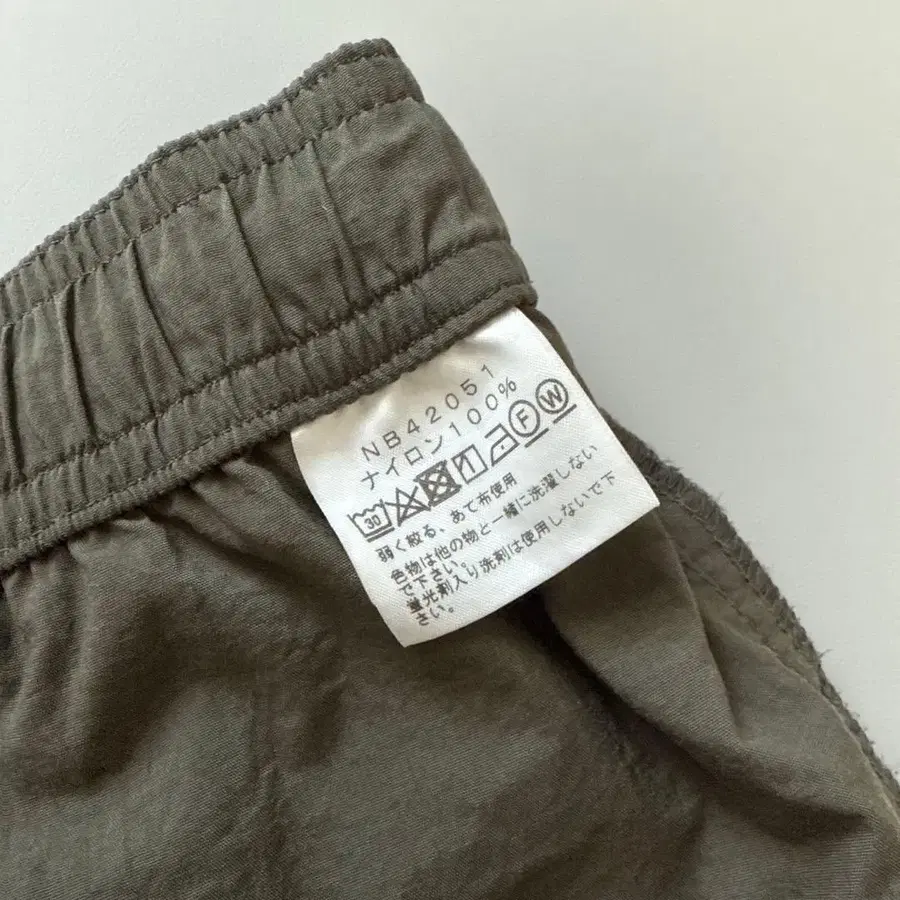 NB42051
ナイロン100%
30 F W
弱く絞る、あて布使用
色物は他の物と一緒に洗濯しない
で下さい。
蛍光剤入り洗剤は使用しないで下
さい。